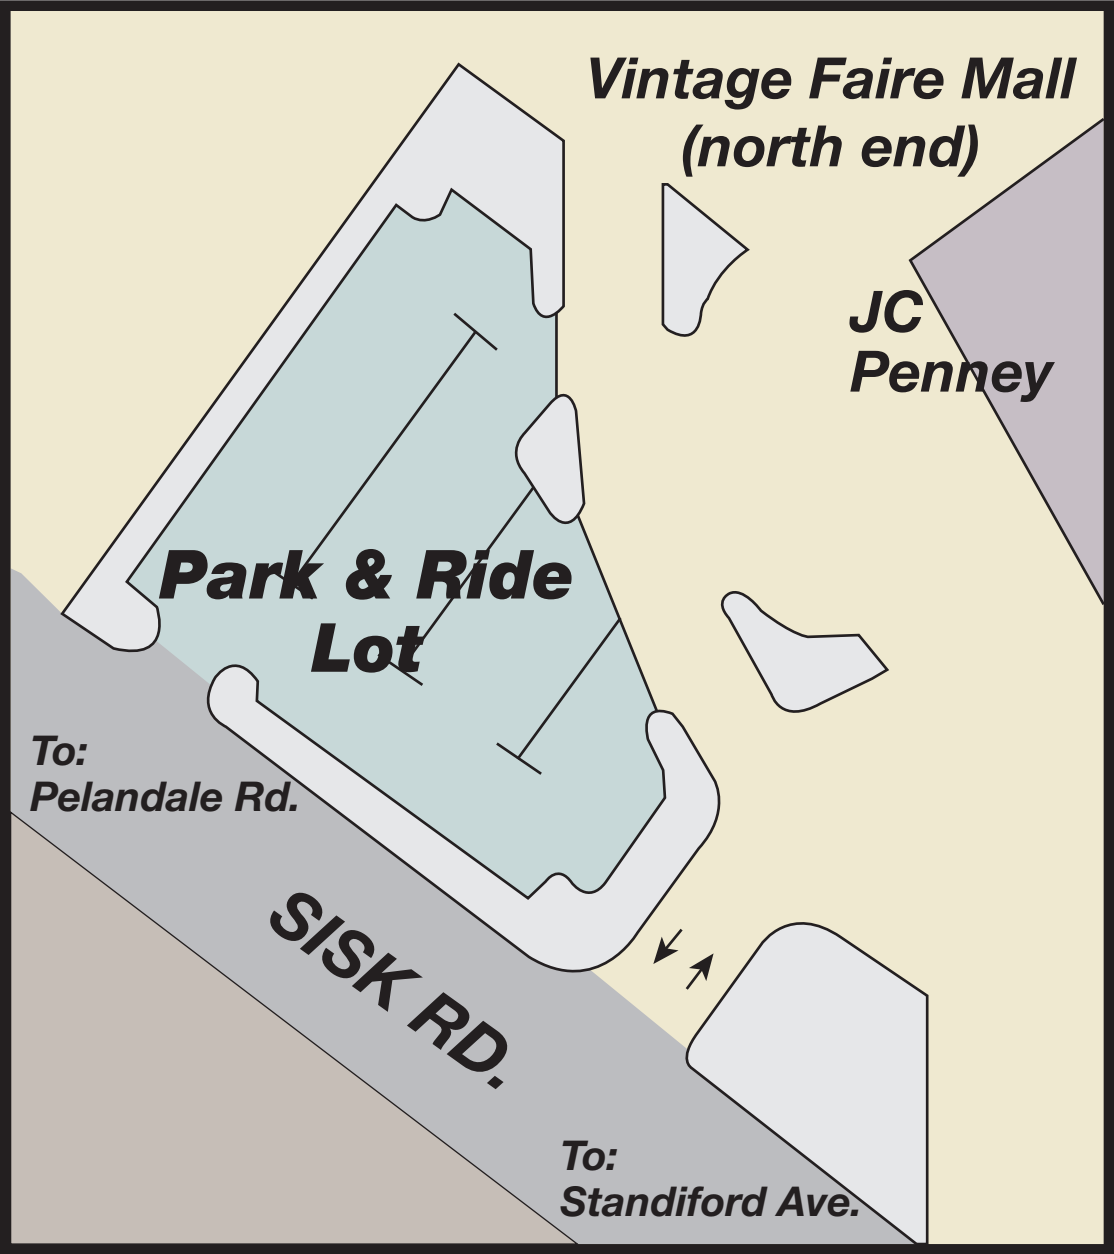 Vintage Faire Mall
(north end)
JC
Penney
Park & Ride
Lot
To:
Pelandale Rd.
SISK RD.
To:
Standiford Ave.